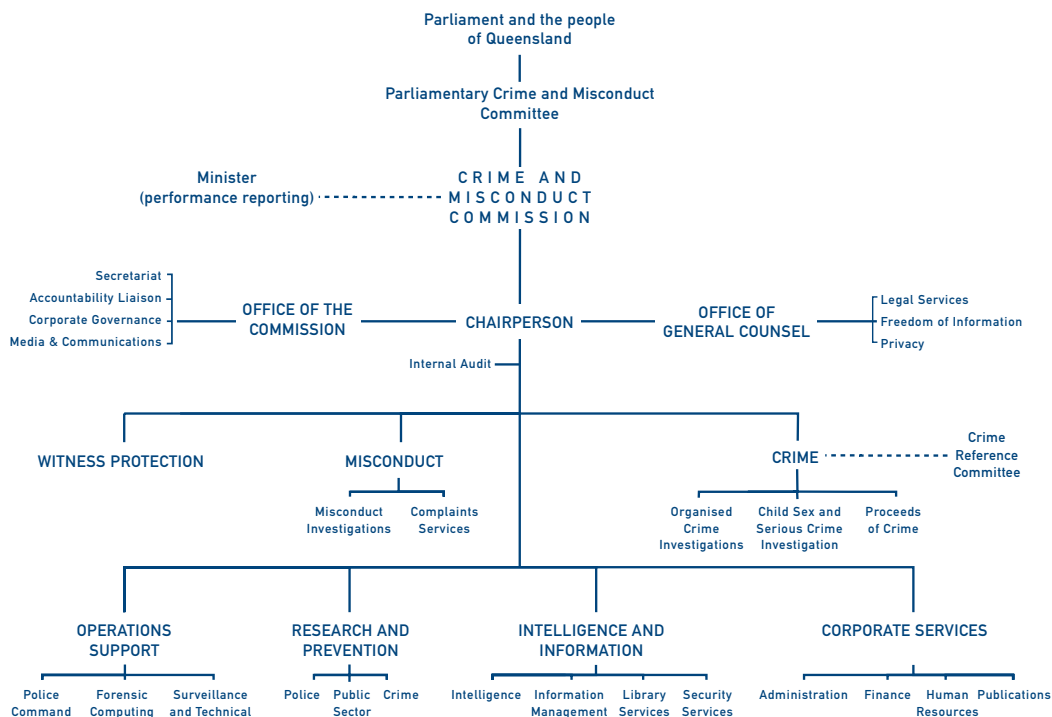 Parliament and the people
of Queensland
Parliamentary Crime and Misconduct
Committee
Minister
(performance reporting)
CRIME AND
MISCONDUCT
COMMISSION
Secretariat
Accountability Liaison
Corporate Governance
Media & Communications
OFFICE OF THE
COMMISSION
CHAIRPERSON
OFFICE OF
GENERAL COUNSEL
Legal Services
Freedom of Information
Privacy
Internal Audit
WITNESS PROTECTION
MISCONDUCT
CRIME
Crime
Reference
Committee
Misconduct
Investigations
Complaints
Services
Organised
Crime
Investigations
Child Sex and
Serious Crime
Investigation
Proceeds
of Crime
OPERATIONS
SUPPORT
RESEARCH AND
PREVENTION
INTELLIGENCE AND
INFORMATION
CORPORATE SERVICES
Police
Command
Forensic
Computing
Surveillance
and Technical
Police
Public
Sector
Crime
Intelligence
Information
Management
Library
Services
Security
Services
Administration
Finance
Human
Resources
Publications